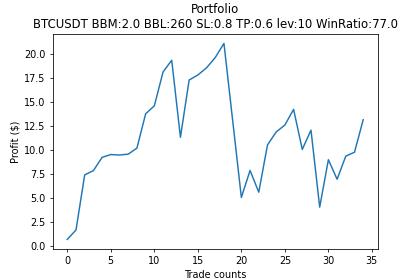 Portfolio
BTCUSDT BBM:2.0 BBL:260 SL:0.8 TP:0.6 lev:10 WinRatio:77.0
Profit ($)
20.0
17.5
15.0
12.5
10.0
7.5
5.0
2.5
0.0
0 5 10 15 20 25 30 35
Trade counts